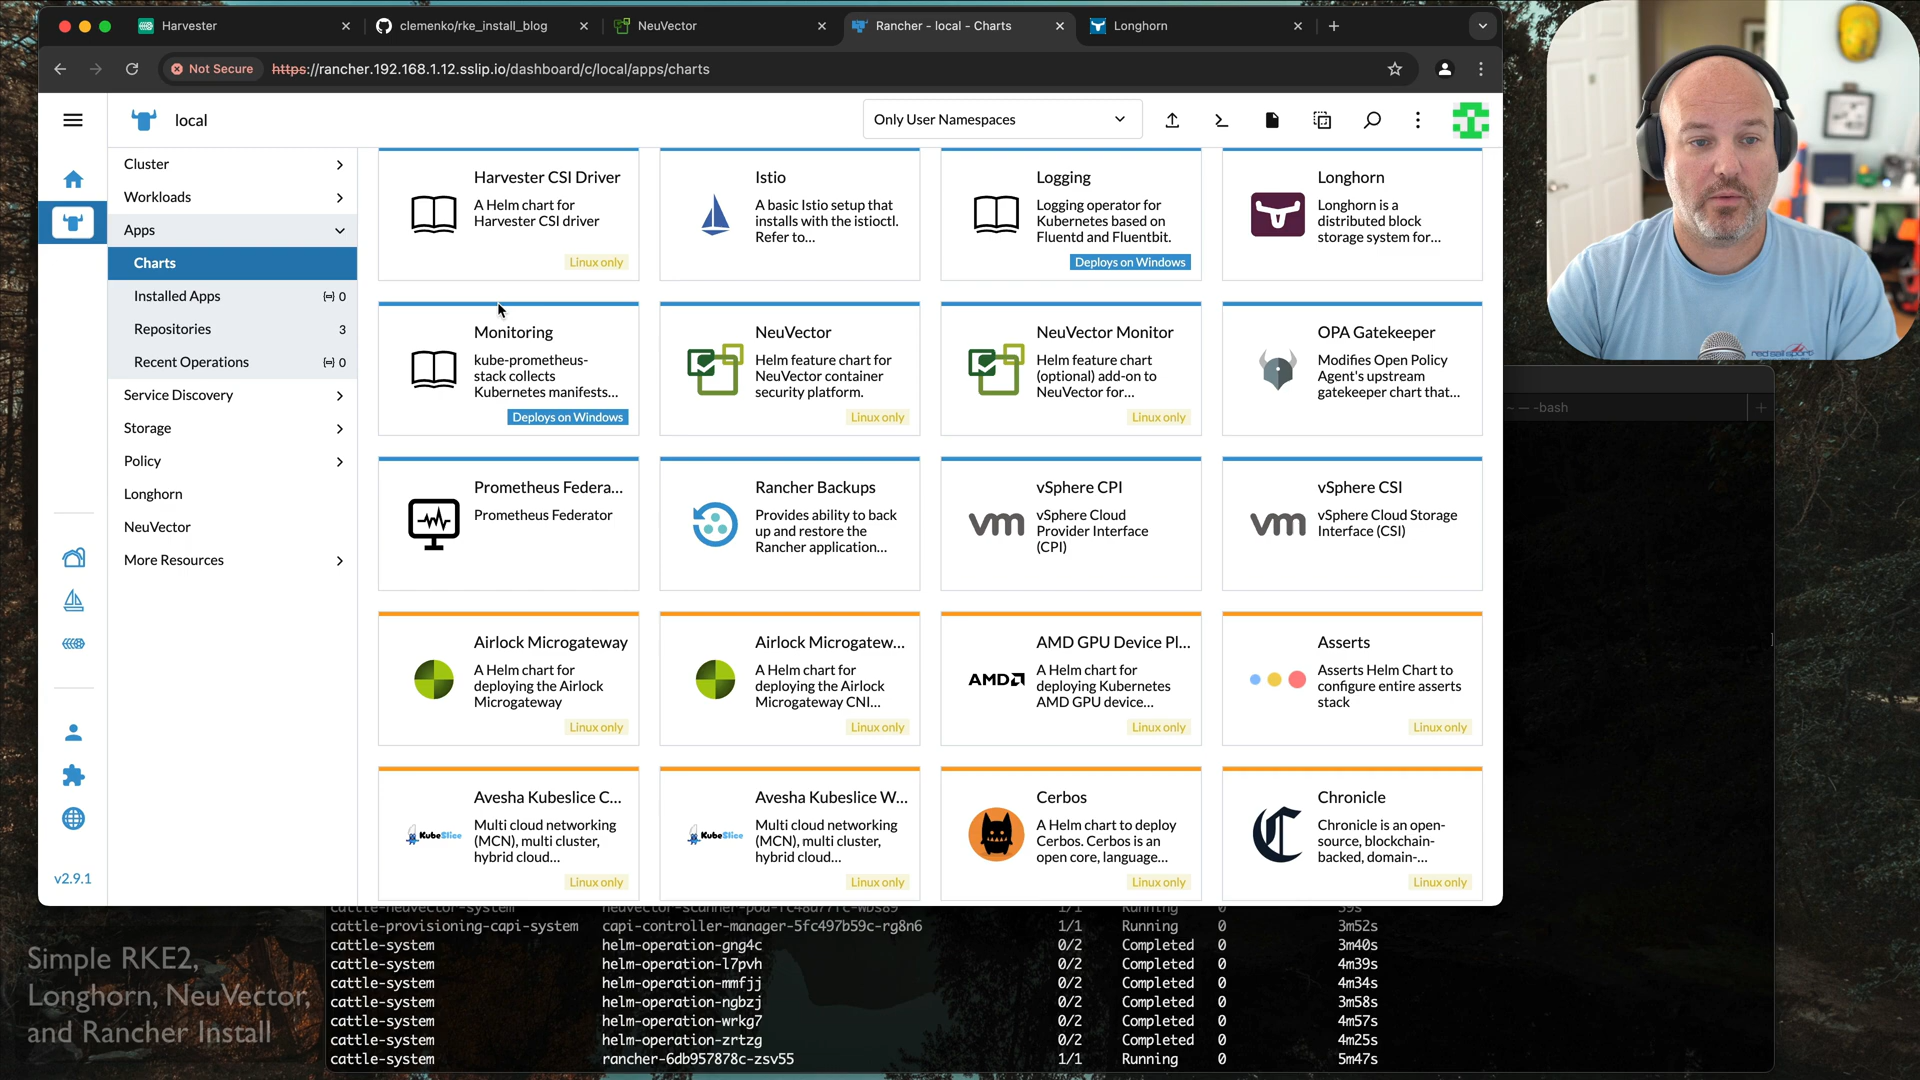 Harvester
clemenko/rke_install_blog
NeuVector
Rancher - local - Charts
Longhorn
Not Secure
https://rancher.192.168.1.12.sslip.io/dashboard/c/local/apps/charts
local
Only User Namespaces
Cluster
Workloads
Apps
Charts
Installed Apps 0
Repositories 3
Recent Operations 0
Service Discovery
Storage
Policy
Longhorn
NeuVector
More Resources
v2.9.1
Harvester CSI Driver
A Helm chart for
Harvester CSI driver
Linux only
Istio
A basic Istio setup that
installs with the istioctl.
Refer to...
Logging
Logging operator for
Kubernetes based on
Fluentd and Fluentbit.
Deploys on Windows
Longhorn
Longhorn is a
distributed block
storage system for...
Monitoring
kube-prometheus-
stack collects
Kubernetes manifests...
Deploys on Windows
NeuVector
Helm feature chart for
NeuVector container
security platform.
Linux only
NeuVector Monitor
Helm feature chart
(optional) add-on to
NeuVector for...
Linux only
OPA Gatekeeper
Modifies Open Policy
Agent's upstream
gatekeeper chart that...
Prometheus Federa...
Prometheus Federator
Rancher Backups
Provides ability to back
up and restore the
Rancher application...
vm
vSphere CPI
vSphere Cloud
Provider Interface
(CPI)
vm
vSphere CSI
vSphere Cloud Storage
Interface (CSI)
Airlock Microgateway
A Helm chart for
deploying the Airlock
Microgateway
Linux only
Airlock Microgatew...
A Helm chart for
deploying the Airlock
Microgateway CNI...
Linux only
AMD
AMD GPU Device Pl...
A Helm chart for
deploying Kubernetes
AMD GPU device...
Linux only
Asserts
Asserts Helm Chart to
configure entire asserts
stack
Linux only
KubeSlice
Avesha Kubeslice C...
Multi cloud networking
(MCN), multi cluster,
hybrid cloud...
Linux only
KubeSlice
Avesha Kubeslice W...
Multi cloud networking
(MCN), multi cluster,
hybrid cloud...
Linux only
Cerbos
A Helm chart to deploy
Cerbos. Cerbos is an
open core, language...
Linux only
Chronicle
Chronicle is an open-
source, blockchain-
backed, domain-...
Linux only
~ — -bash
cattle-provisioning-capi-system capi-controller-manager-5fc497b59c-rg8n6 1/1 Running 0 3m52s
cattle-system helm-operation-gng4c 0/2 Completed 0 3m40s
cattle-system helm-operation-l7pvh 0/2 Completed 0 4m39s
cattle-system helm-operation-mmfjj 0/2 Completed 0 4m34s
cattle-system helm-operation-ngbzj 0/2 Completed 0 3m58s
cattle-system helm-operation-wrkg7 0/2 Completed 0 4m57s
cattle-system helm-operation-zrtzg 0/2 Completed 0 4m25s
cattle-system rancher-6db957878c-zsv55 1/1 Running 0 5m47s
Simple RKE2,
Longhorn, NeuVector,
and Rancher Install